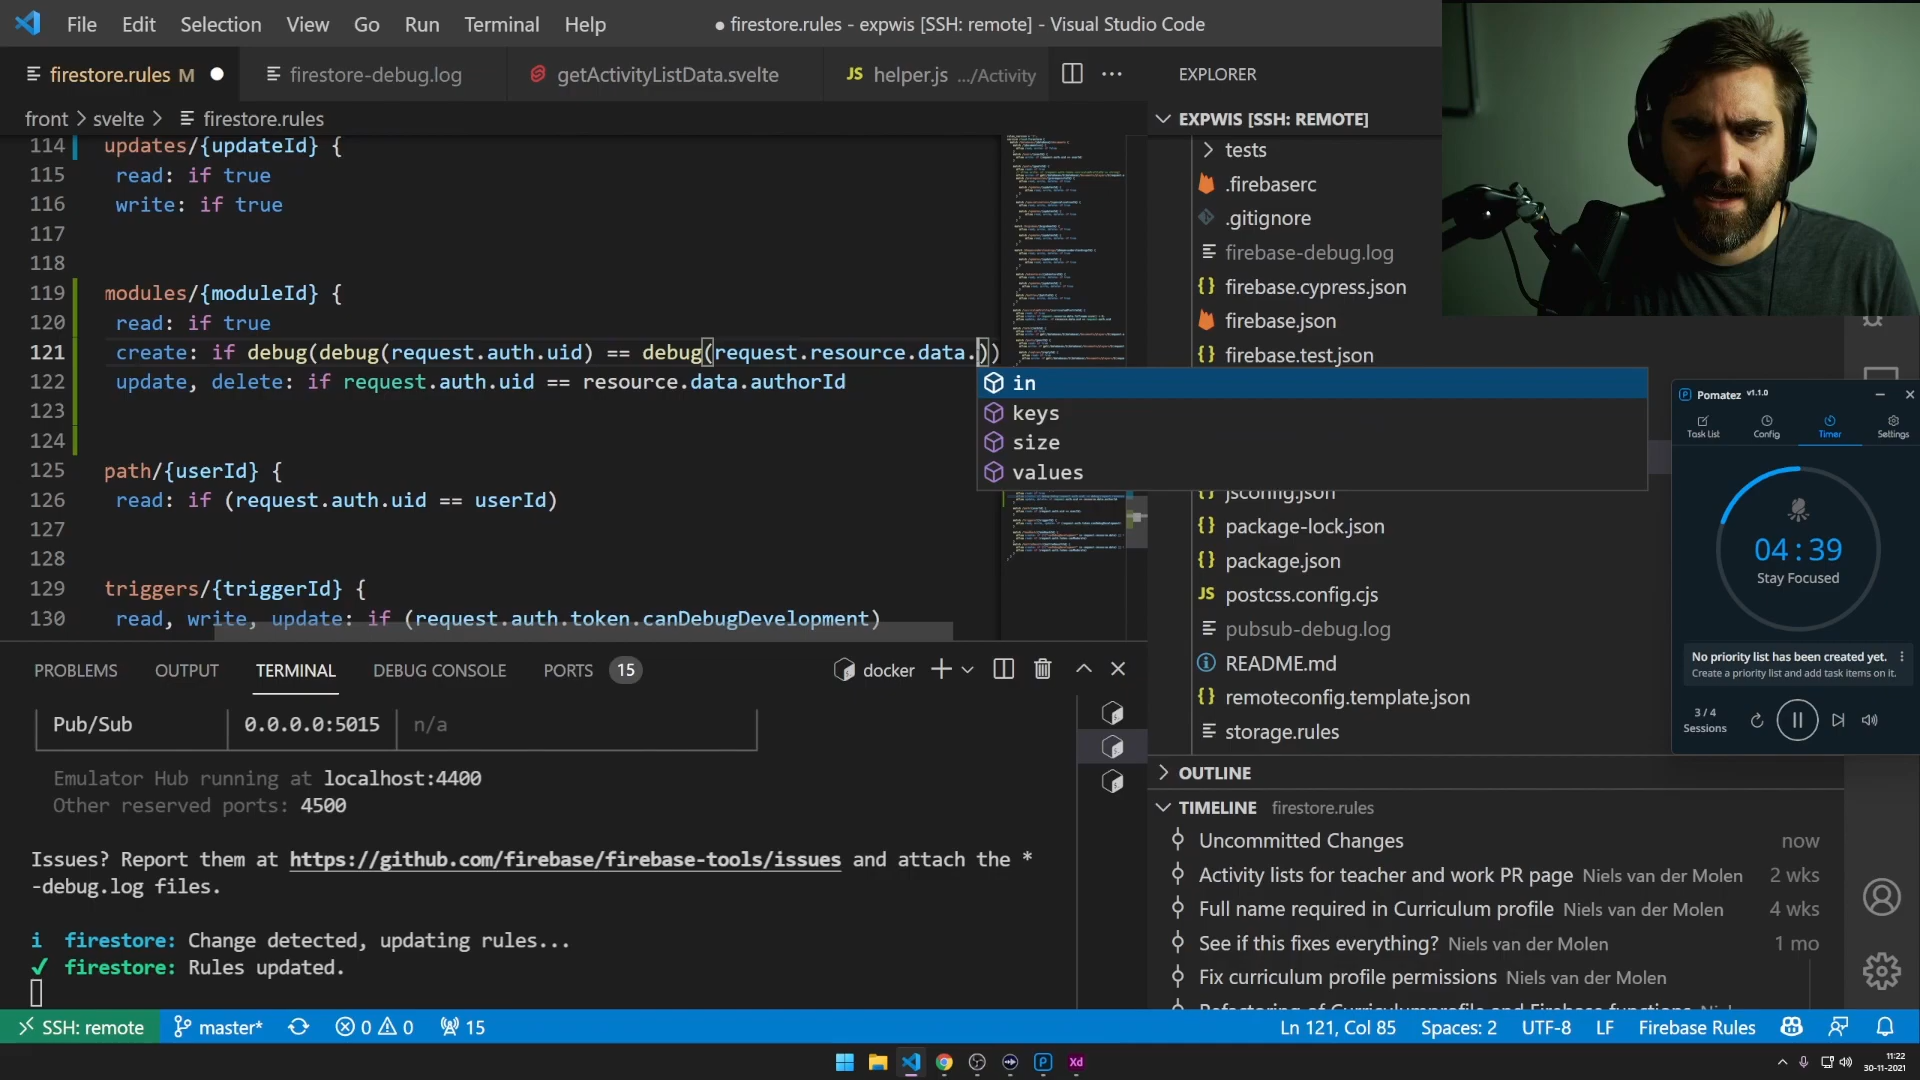 File Edit Selection View Go Run Terminal Help
● firestore.rules - expwis [SSH: remote] - Visual Studio Code
firestore.rules M
firestore-debug.log
getActivityListData.svelte
JS helper.js .../Activity
EXPLORER
front > svelte > firestore.rules
EXPWIS [SSH: REMOTE]
114 updates/{updateId} {
115 read: if true
116 write: if true
117
118
119 modules/{moduleId} {
120 read: if true
121 create: if debug(debug(request.auth.uid) == debug(request.resource.data.))
122 update, delete: if request.auth.uid == resource.data.authorId
123
124
125 path/{userId} {
126 read: if (request.auth.uid == userId)
127
128
129 triggers/{triggerId} {
130 read, write, update: if (request.auth.token.canDebugDevelopment)
in
keys
size
values
tests
.firebaserc
.gitignore
firebase-debug.log
{} firebase.cypress.json
firebase.json
{} firebase.test.json
{} jsconfig.json
{} package-lock.json
{} package.json
JS postcss.config.cjs
pubsub-debug.log
README.md
{} remoteconfig.template.json
storage.rules
OUTLINE
TIMELINE firestore.rules
Uncommitted Changes now
Activity lists for teacher and work PR page Niels van der Molen 2 wks
Full name required in Curriculum profile Niels van der Molen 4 wks
See if this fixes everything? Niels van der Molen 1 mo
Fix curriculum profile permissions Niels van der Molen
Refactoring of Curriculumprofile and Firebase functions
Pomatez v1.1.0
Task List Config Timer Settings
04 : 39
Stay Focused
No priority list has been created yet.
Create a priority list and add task items on it.
3 / 4
Sessions
PROBLEMS OUTPUT TERMINAL DEBUG CONSOLE PORTS 15
docker
Pub/Sub 0.0.0.0:5015 n/a
Emulator Hub running at localhost:4400
Other reserved ports: 4500
Issues? Report them at https://github.com/firebase/firebase-tools/issues and attach the *
-debug.log files.
i firestore: Change detected, updating rules...
✔ firestore: Rules updated.
SSH: remote master* 0 0 15
Ln 121, Col 85 Spaces: 2 UTF-8 LF Firebase Rules
P
Xd
11:22
30-11-2021